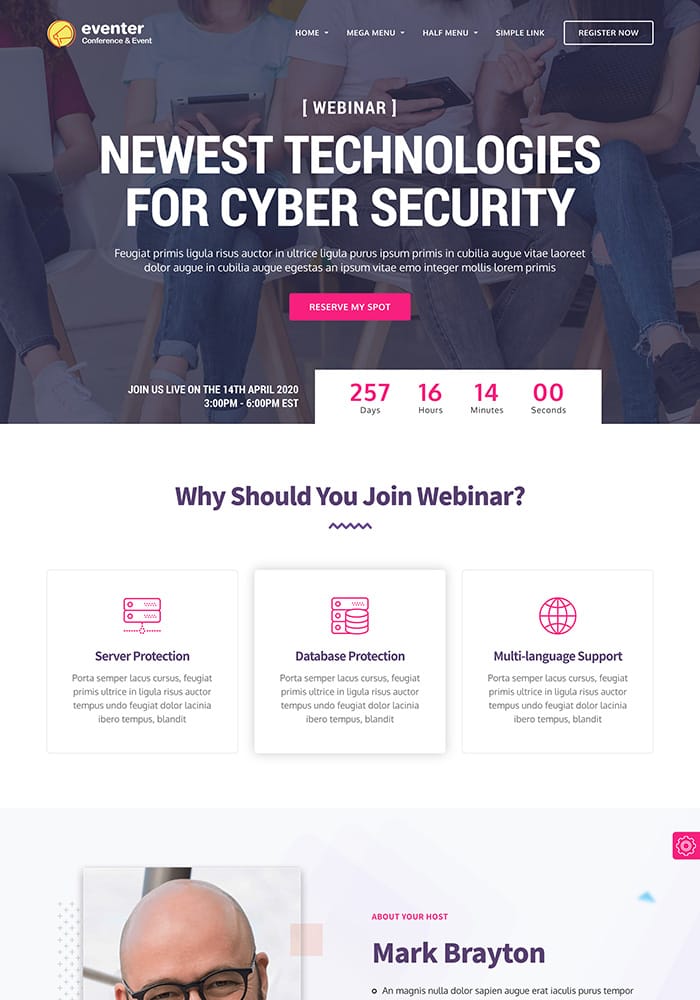 eventer
Conference & Event
HOME MEGA MENU HALF MENU SIMPLE LINK REGISTER NOW
[ WEBINAR ]
NEWEST TECHNOLOGIES
FOR CYBER SECURITY
Feugiat primis ligula risus auctor in ultrice ligula purus ipsum primis in cubilia augue vitae laoreet
dolor augue in cubilia augue egestas an ipsum vitae emo integer mollis lorem primis
RESERVE MY SPOT
JOIN US LIVE ON THE 14TH APRIL 2020
3:00PM - 6:00PM EST
257 16 14 00
Days Hours Minutes Seconds
Why Should You Join Webinar?
Server Protection
Porta semper lacus cursus, feugiat
primis ultrice in ligula risus auctor
tempus undo feugiat dolor lacinia
ibero tempus, blandit
Database Protection
Porta semper lacus cursus, feugiat
primis ultrice in ligula risus auctor
tempus undo feugiat dolor lacinia
ibero tempus, blandit
Multi-language Support
Porta semper lacus cursus, feugiat
primis ultrice in ligula risus auctor
tempus undo feugiat dolor lacinia
ibero tempus, blandit
ABOUT YOUR HOST
Mark Brayton
An magnis nulla dolor sapien augue erat iaculis purus tempor